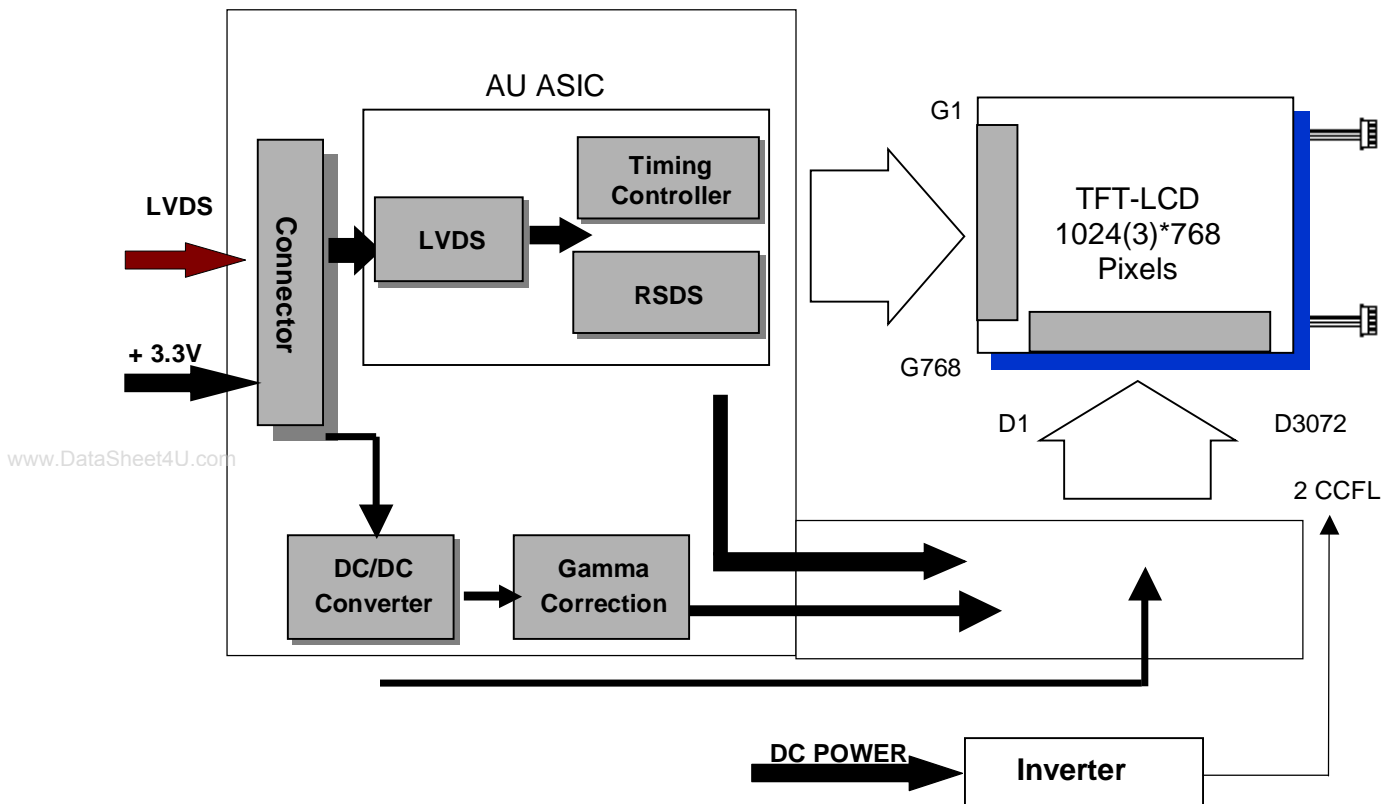 AU ASIC
G1
Timing
Controller
TFT-LCD
1024(3)*768
Pixels
LVDS
Connector
LVDS
RSDS
+ 3.3V
G768
D1
D3072
www.DataSheet4U.com
2 CCFL
DC/DC
Converter
Gamma
Correction
DC POWER
Inverter